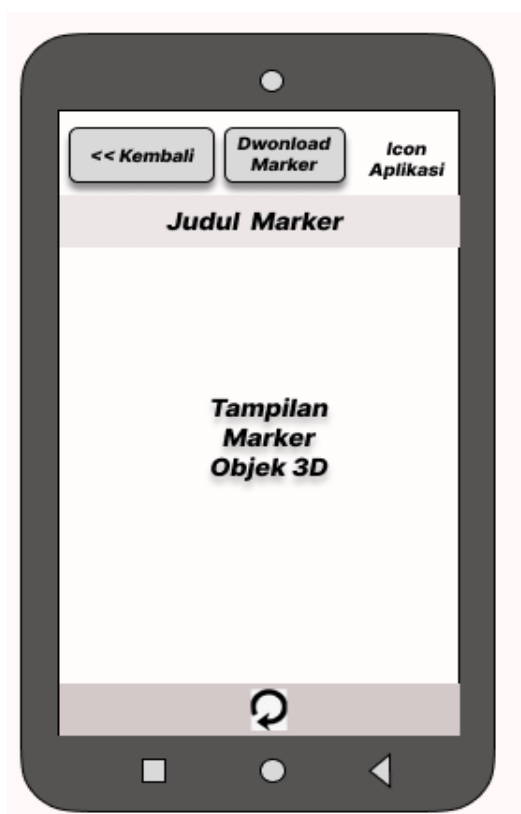 << Kembali
Dwonload
Marker
Icon
Aplikasi
Judul Marker
Tampilan
Marker
Objek 3D